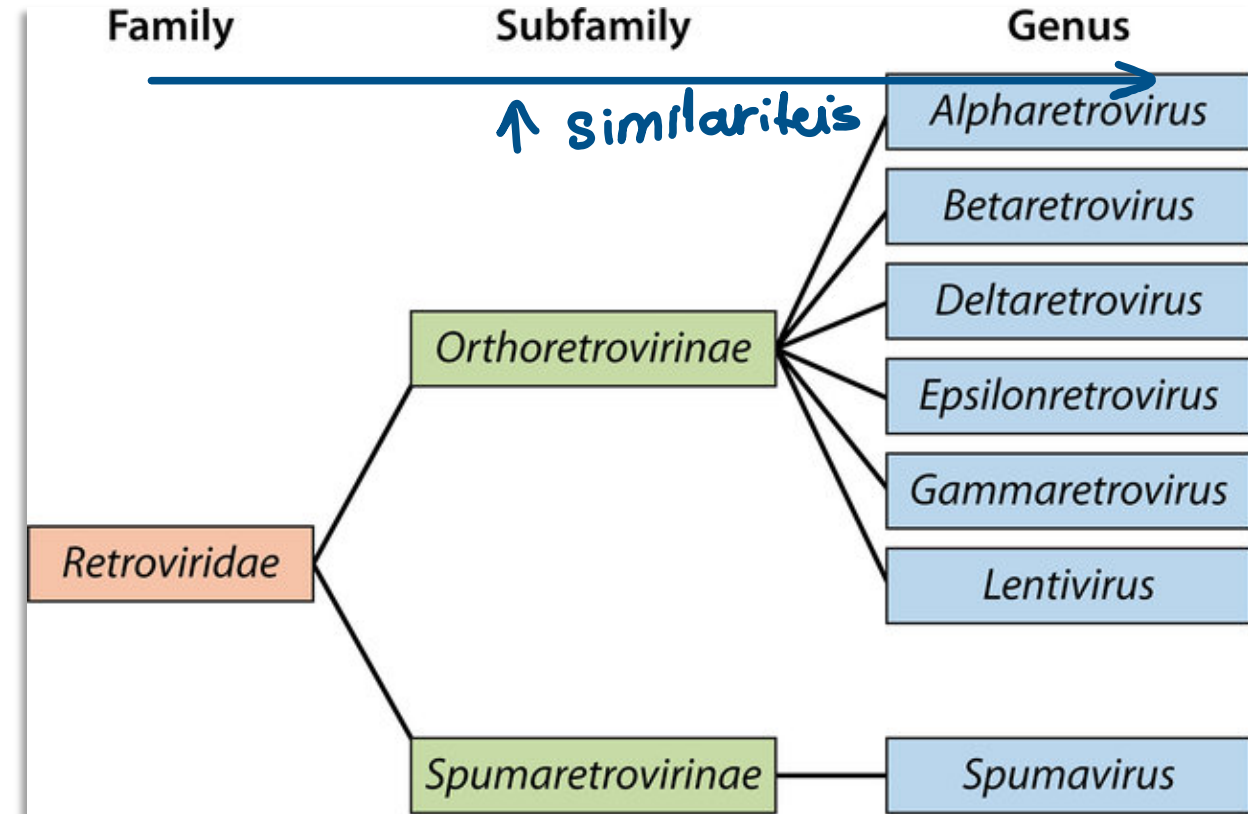 Family Subfamily Genus
↑ similariteis
Alpharetrovirus
Betaretrovirus
Deltaretrovirus
Orthoretrovirinae
Epsilonretrovirus
Gammaretrovirus
Retroviridae
Lentivirus
Spumaretrovirinae
Spumavirus